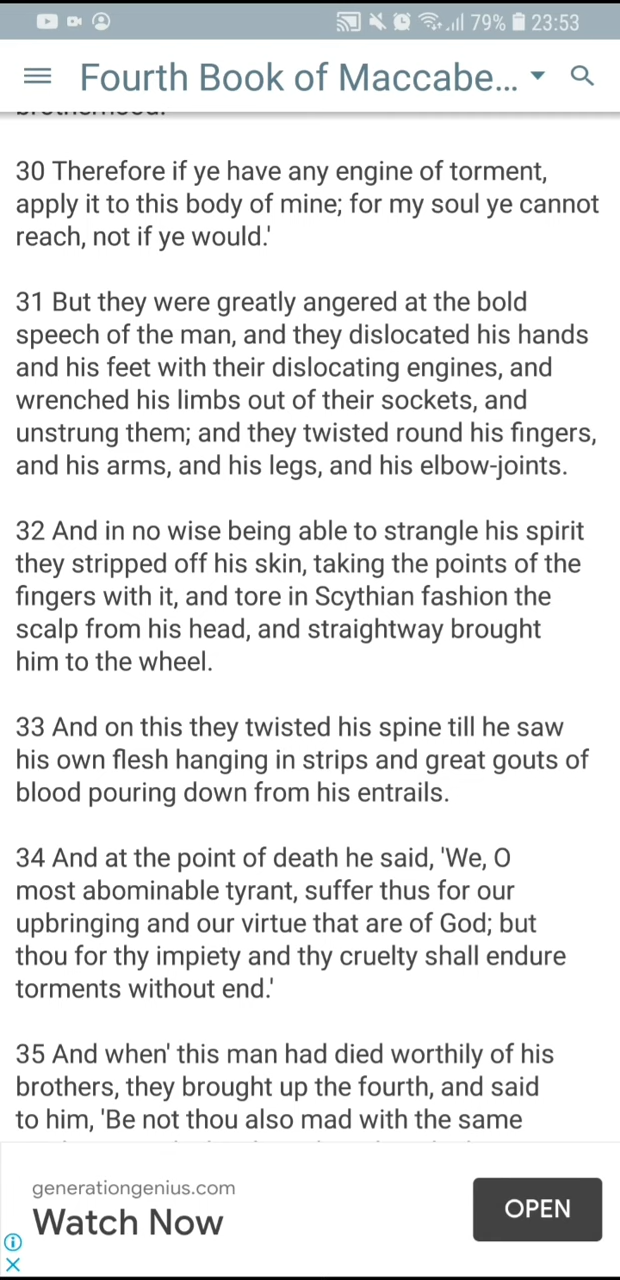 79% 23:53
Fourth Book of Maccabe...
30 Therefore if ye have any engine of torment,
apply it to this body of mine; for my soul ye cannot
reach, not if ye would.'
31 But they were greatly angered at the bold
speech of the man, and they dislocated his hands
and his feet with their dislocating engines, and
wrenched his limbs out of their sockets, and
unstrung them; and they twisted round his fingers,
and his arms, and his legs, and his elbow-joints.
32 And in no wise being able to strangle his spirit
they stripped off his skin, taking the points of the
fingers with it, and tore in Scythian fashion the
scalp from his head, and straightway brought
him to the wheel.
33 And on this they twisted his spine till he saw
his own flesh hanging in strips and great gouts of
blood pouring down from his entrails.
34 And at the point of death he said, 'We, O
most abominable tyrant, suffer thus for our
upbringing and our virtue that are of God; but
thou for thy impiety and thy cruelty shall endure
torments without end.'
35 And when' this man had died worthily of his
brothers, they brought up the fourth, and said
to him, 'Be not thou also mad with the same
generationgenius.com
Watch Now
OPEN